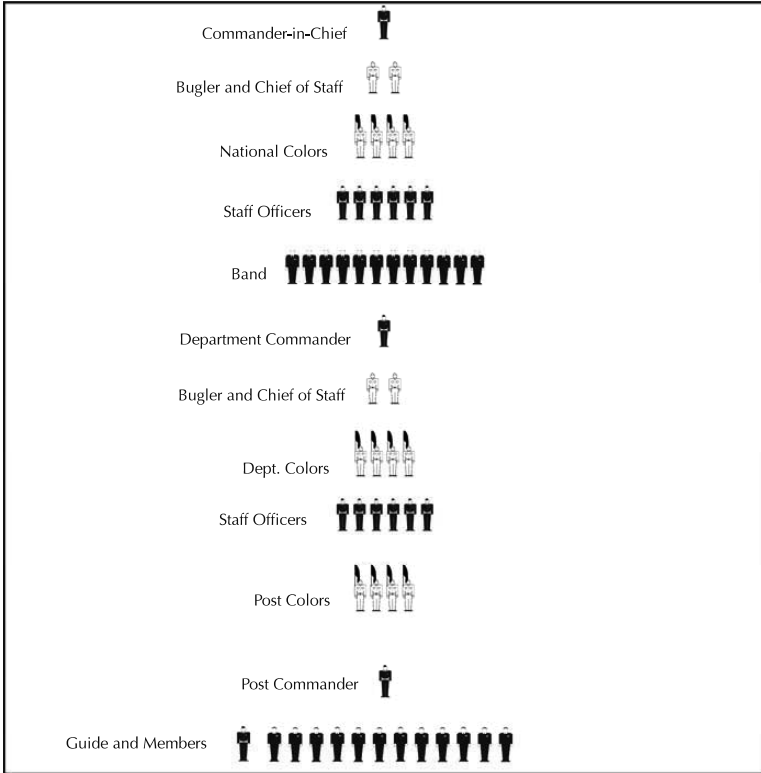 Commander-in-Chief
Bugler and Chief of Staff
National Colors
Staff Officers
Band
Department Commander
Bugler and Chief of Staff
Dept. Colors
Staff Officers
Post Colors
Post Commander
Guide and Members